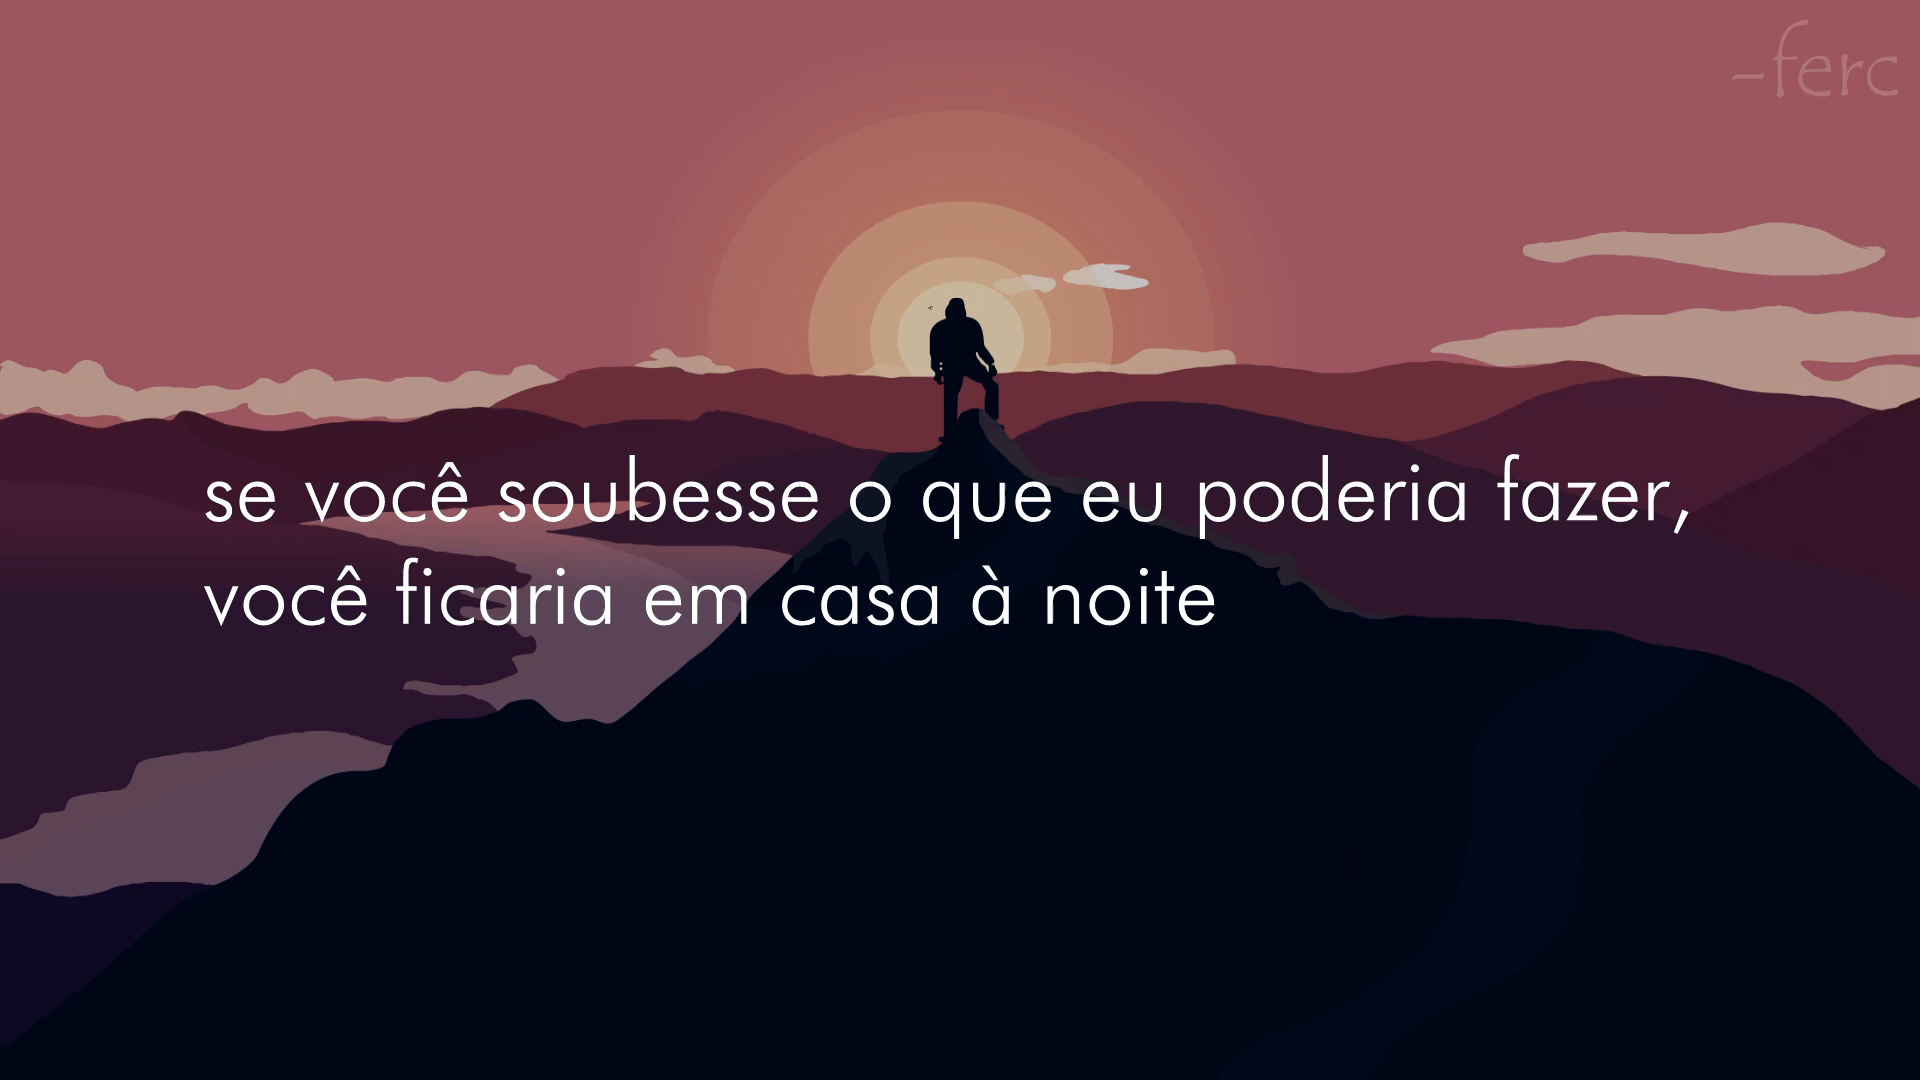 -ferc
se você soubesse o que eu poderia fazer,
você ficaria em casa à noite